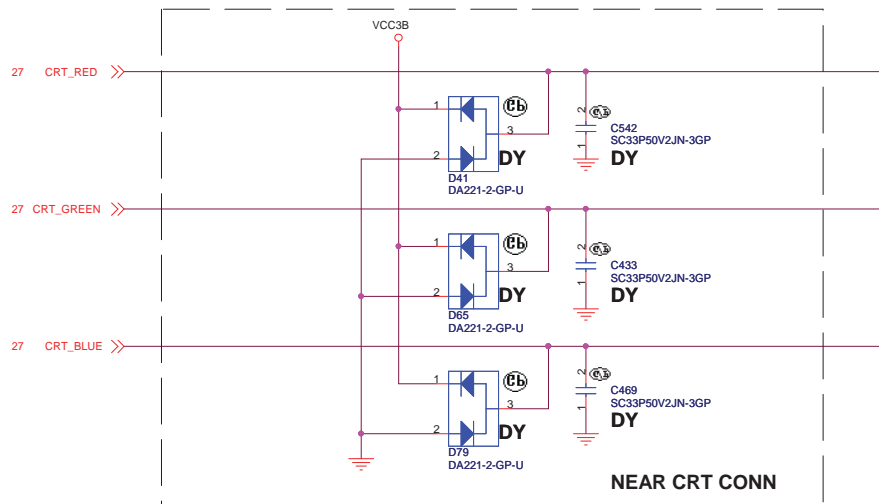 VCC3B
27 CRT_RED
1
2
3
DY
D41
DA221-2-GP-U
2
1
C542
SC33P50V2JN-3GP
DY
27 CRT_GREEN
1
2
3
DY
D65
DA221-2-GP-U
2
1
C433
SC33P50V2JN-3GP
DY
27 CRT_BLUE
1
2
3
DY
D79
DA221-2-GP-U
2
1
C469
SC33P50V2JN-3GP
DY
NEAR CRT CONN